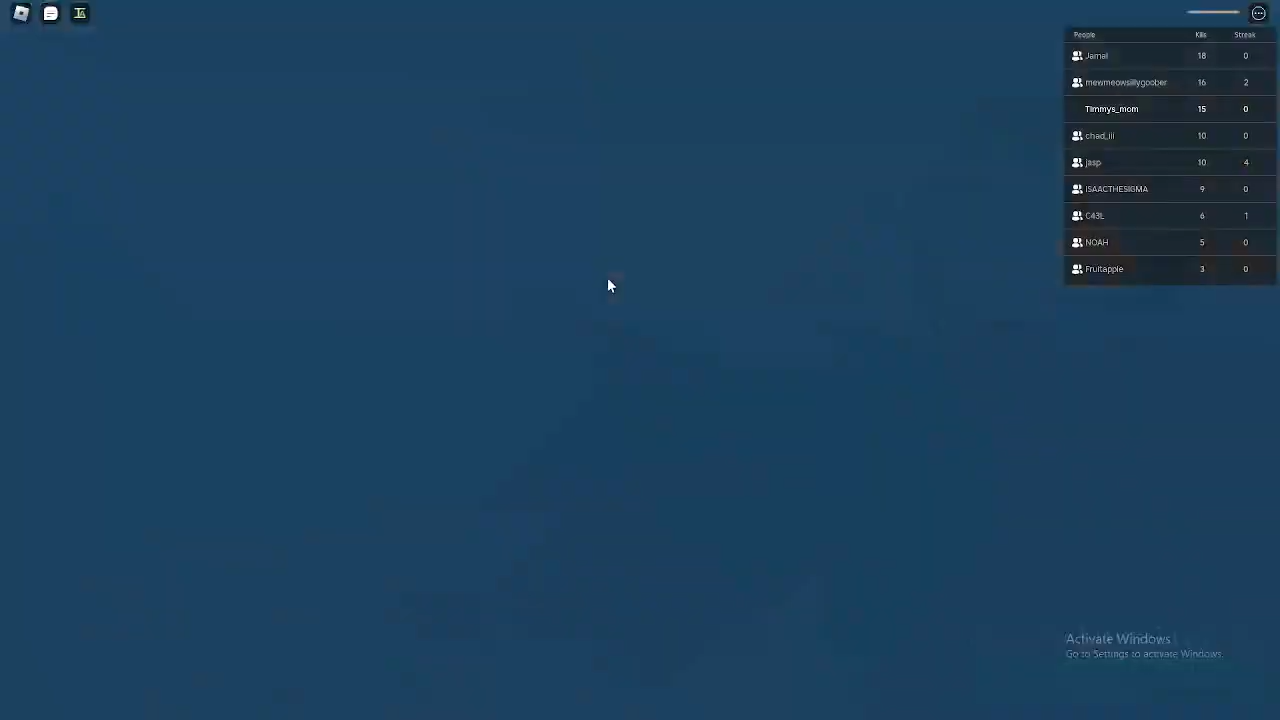 People Kills Streak
Jamal 18 0
mewmeowsillygoober 16 2
Timmys_mom 15 0
chad_iii 10 0
jasp 10 4
ISAACTHESIGMA 9 0
C43L 6 1
NOAH 5 0
Fruitapple 3 0
Activate Windows
Go to Settings to activate Windows.